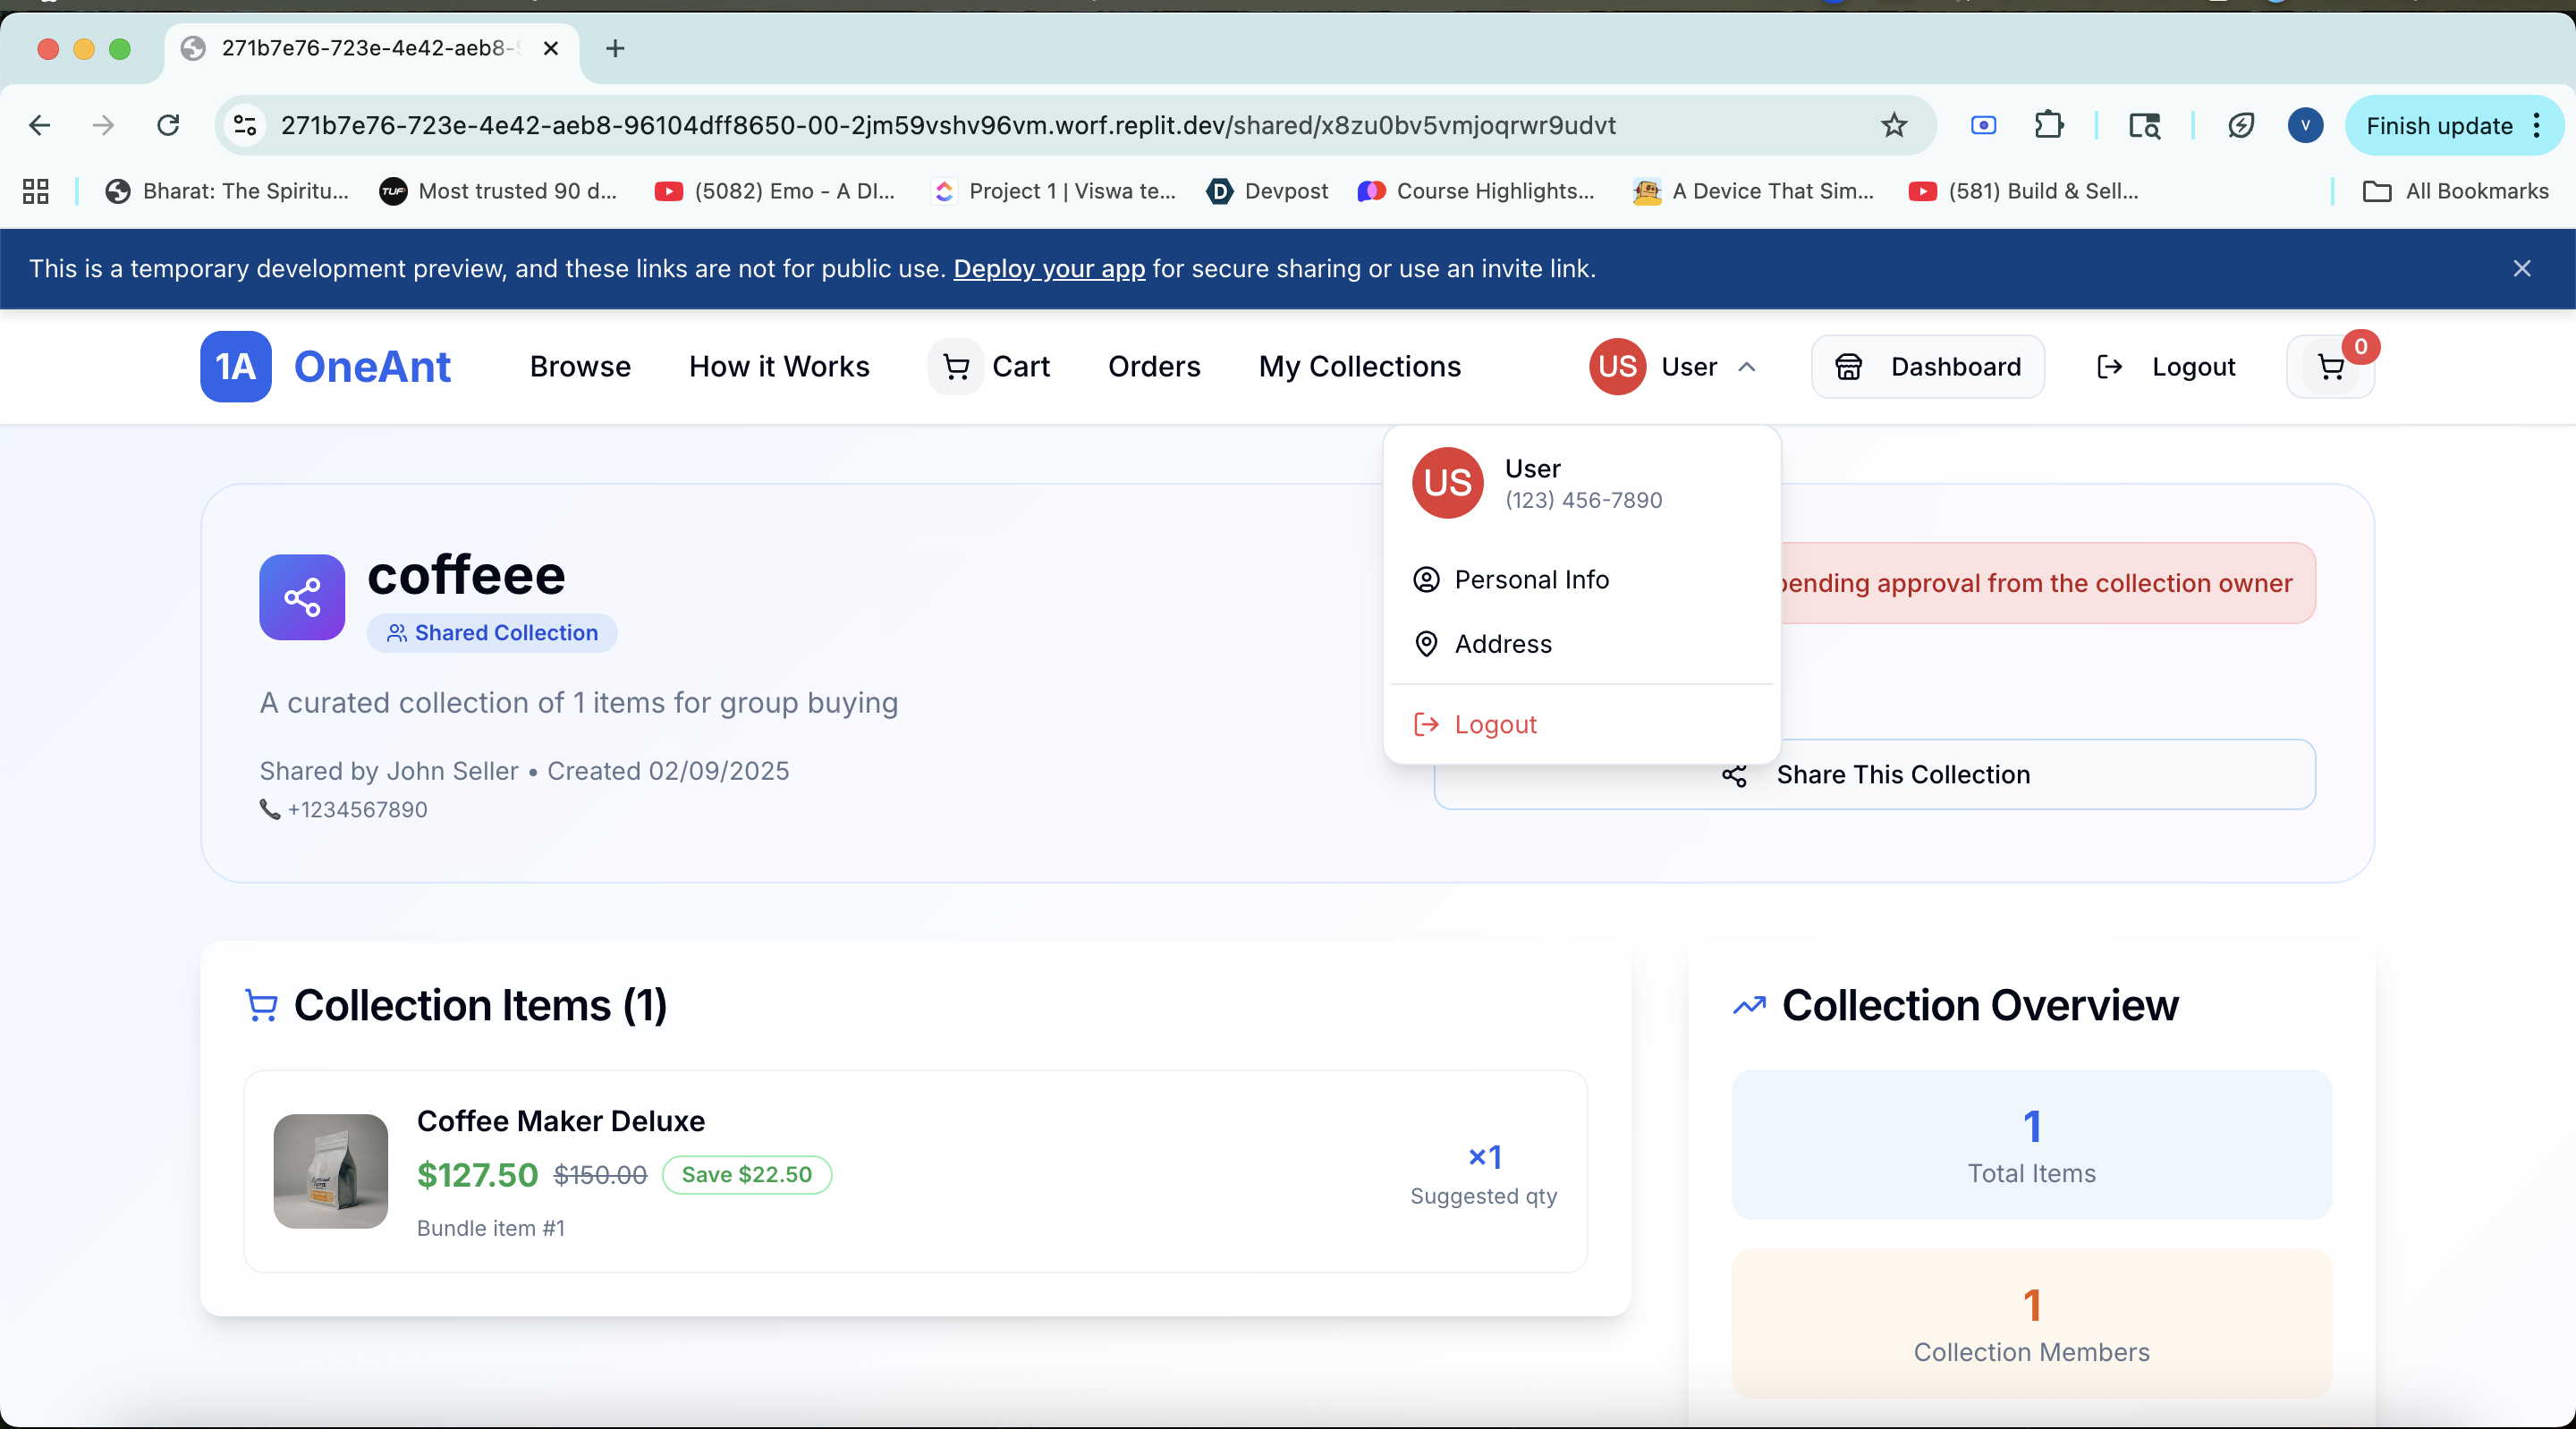 271b7e76-723e-4e42-aeb8-
271b7e76-723e-4e42-aeb8-96104dff8650-00-2jm59vshv96vm.worf.replit.dev/shared/x8zu0bv5vmjoqrwr9udvt
V
Finish update
Bharat: The Spiritu...
TUF
Most trusted 90 d...
(5082) Emo - A DI...
Project 1 | Viswa te...
Devpost
Course Highlights...
A Device That Sim...
(581) Build & Sell...
All Bookmarks
This is a temporary development preview, and these links are not for public use. Deploy your app for secure sharing or use an invite link.
1A OneAnt
Browse
How it Works
Cart
Orders
My Collections
US User
Dashboard
Logout
0
US
User
(123) 456-7890
Personal Info
Address
Logout
coffeee
Shared Collection
A curated collection of 1 items for group buying
Shared by John Seller • Created 02/09/2025
+1234567890
pending approval from the collection owner
Share This Collection
Collection Items (1)
Coffee Maker Deluxe
$127.50 $150.00 Save $22.50
Bundle item #1
×1
Suggested qty
Collection Overview
1
Total Items
1
Collection Members